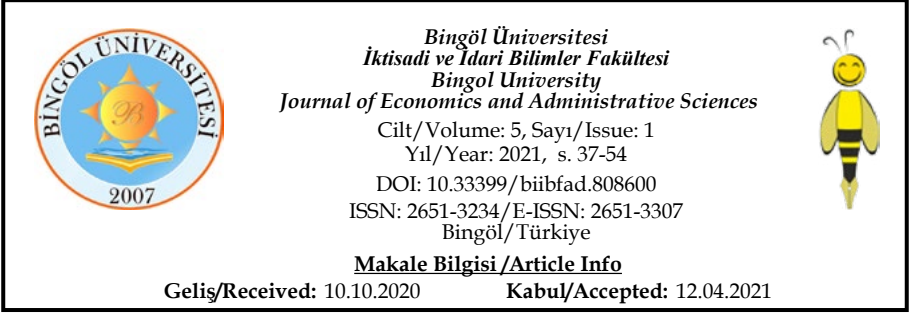 BİNGÖL ÜNİVERSİTESİ
B
2007
Bingöl Üniversitesi
İktisadi ve İdari Bilimler Fakültesi
Bingol University
Journal of Economics and Administrative Sciences
Cilt/Volume: 5, Sayı/Issue: 1
Yıl/Year: 2021, s. 37-54
DOI: 10.33399/biibfad.808600
ISSN: 2651-3234/E-ISSN: 2651-3307
Bingöl/Türkiye
Makale Bilgisi /Article Info
Geliş/Received: 10.10.2020 Kabul/Accepted: 12.04.2021